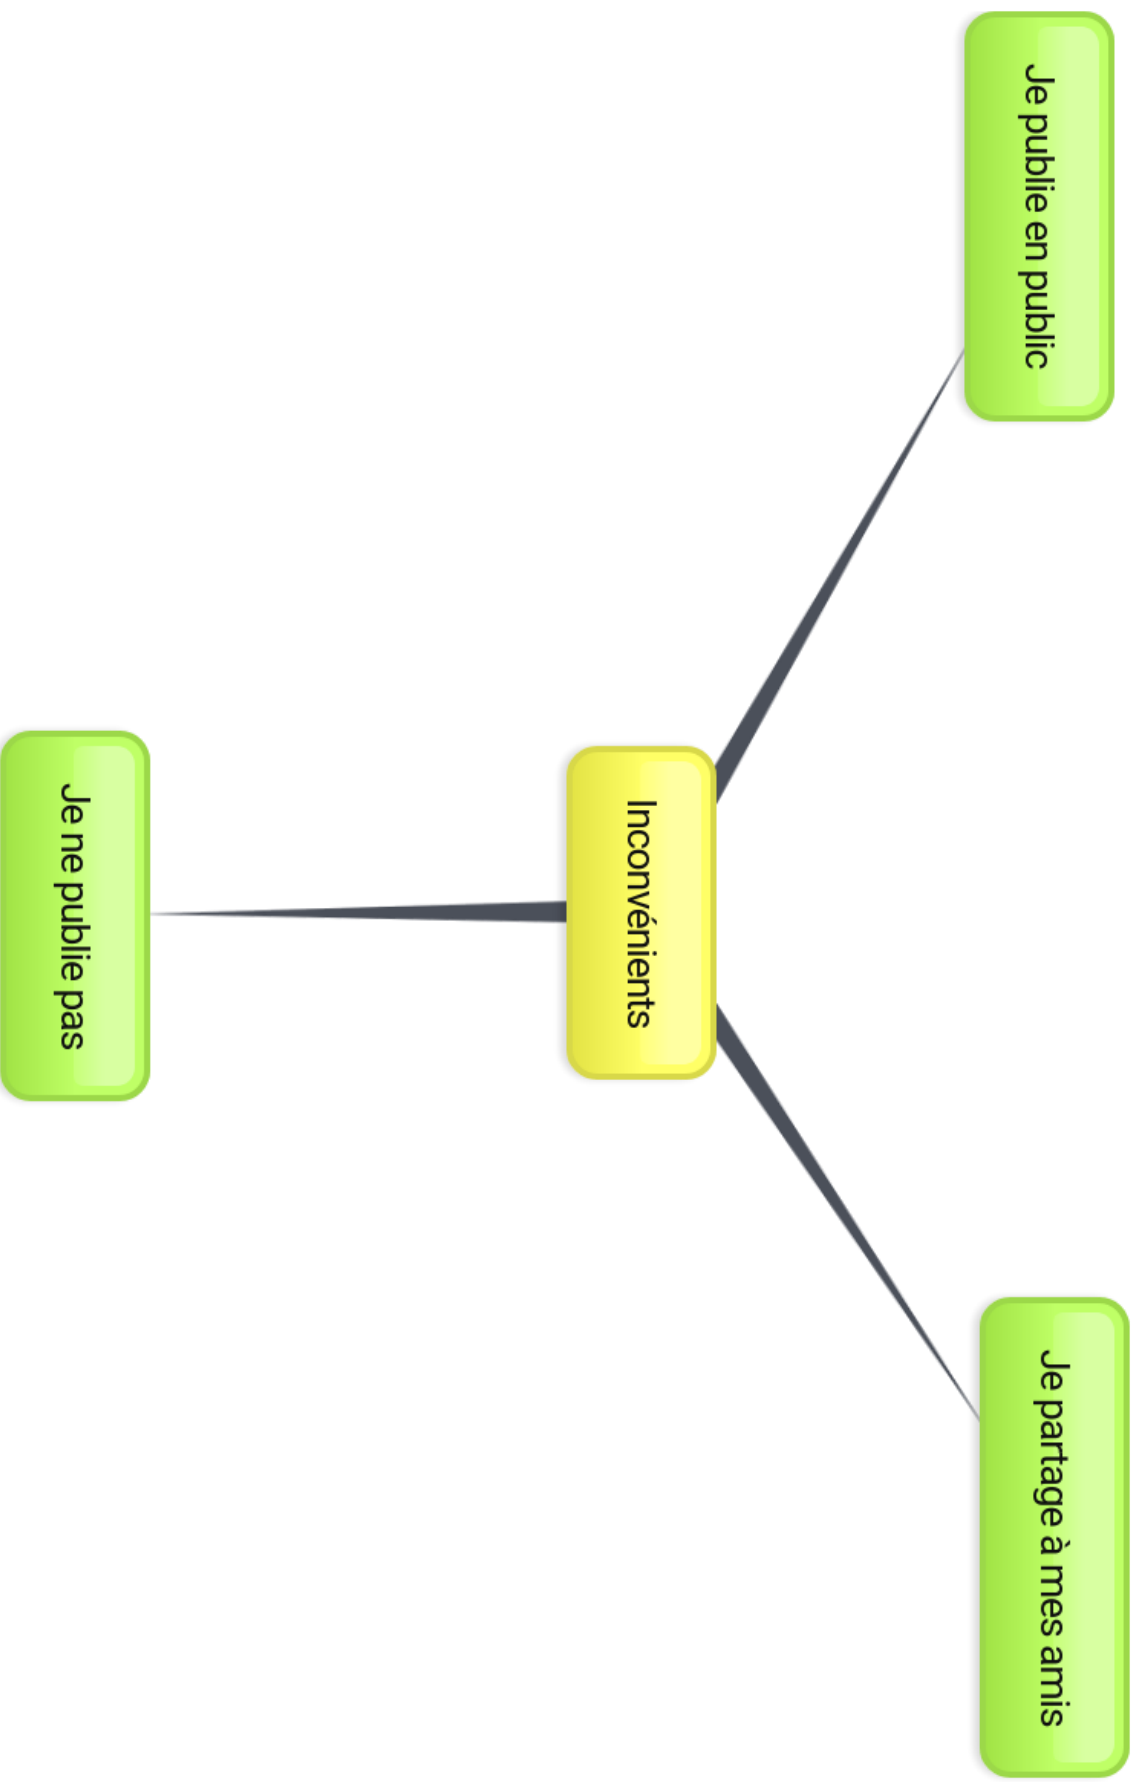 Je publie en public
Je partage à mes amis
Inconvénients
Je ne publie pas